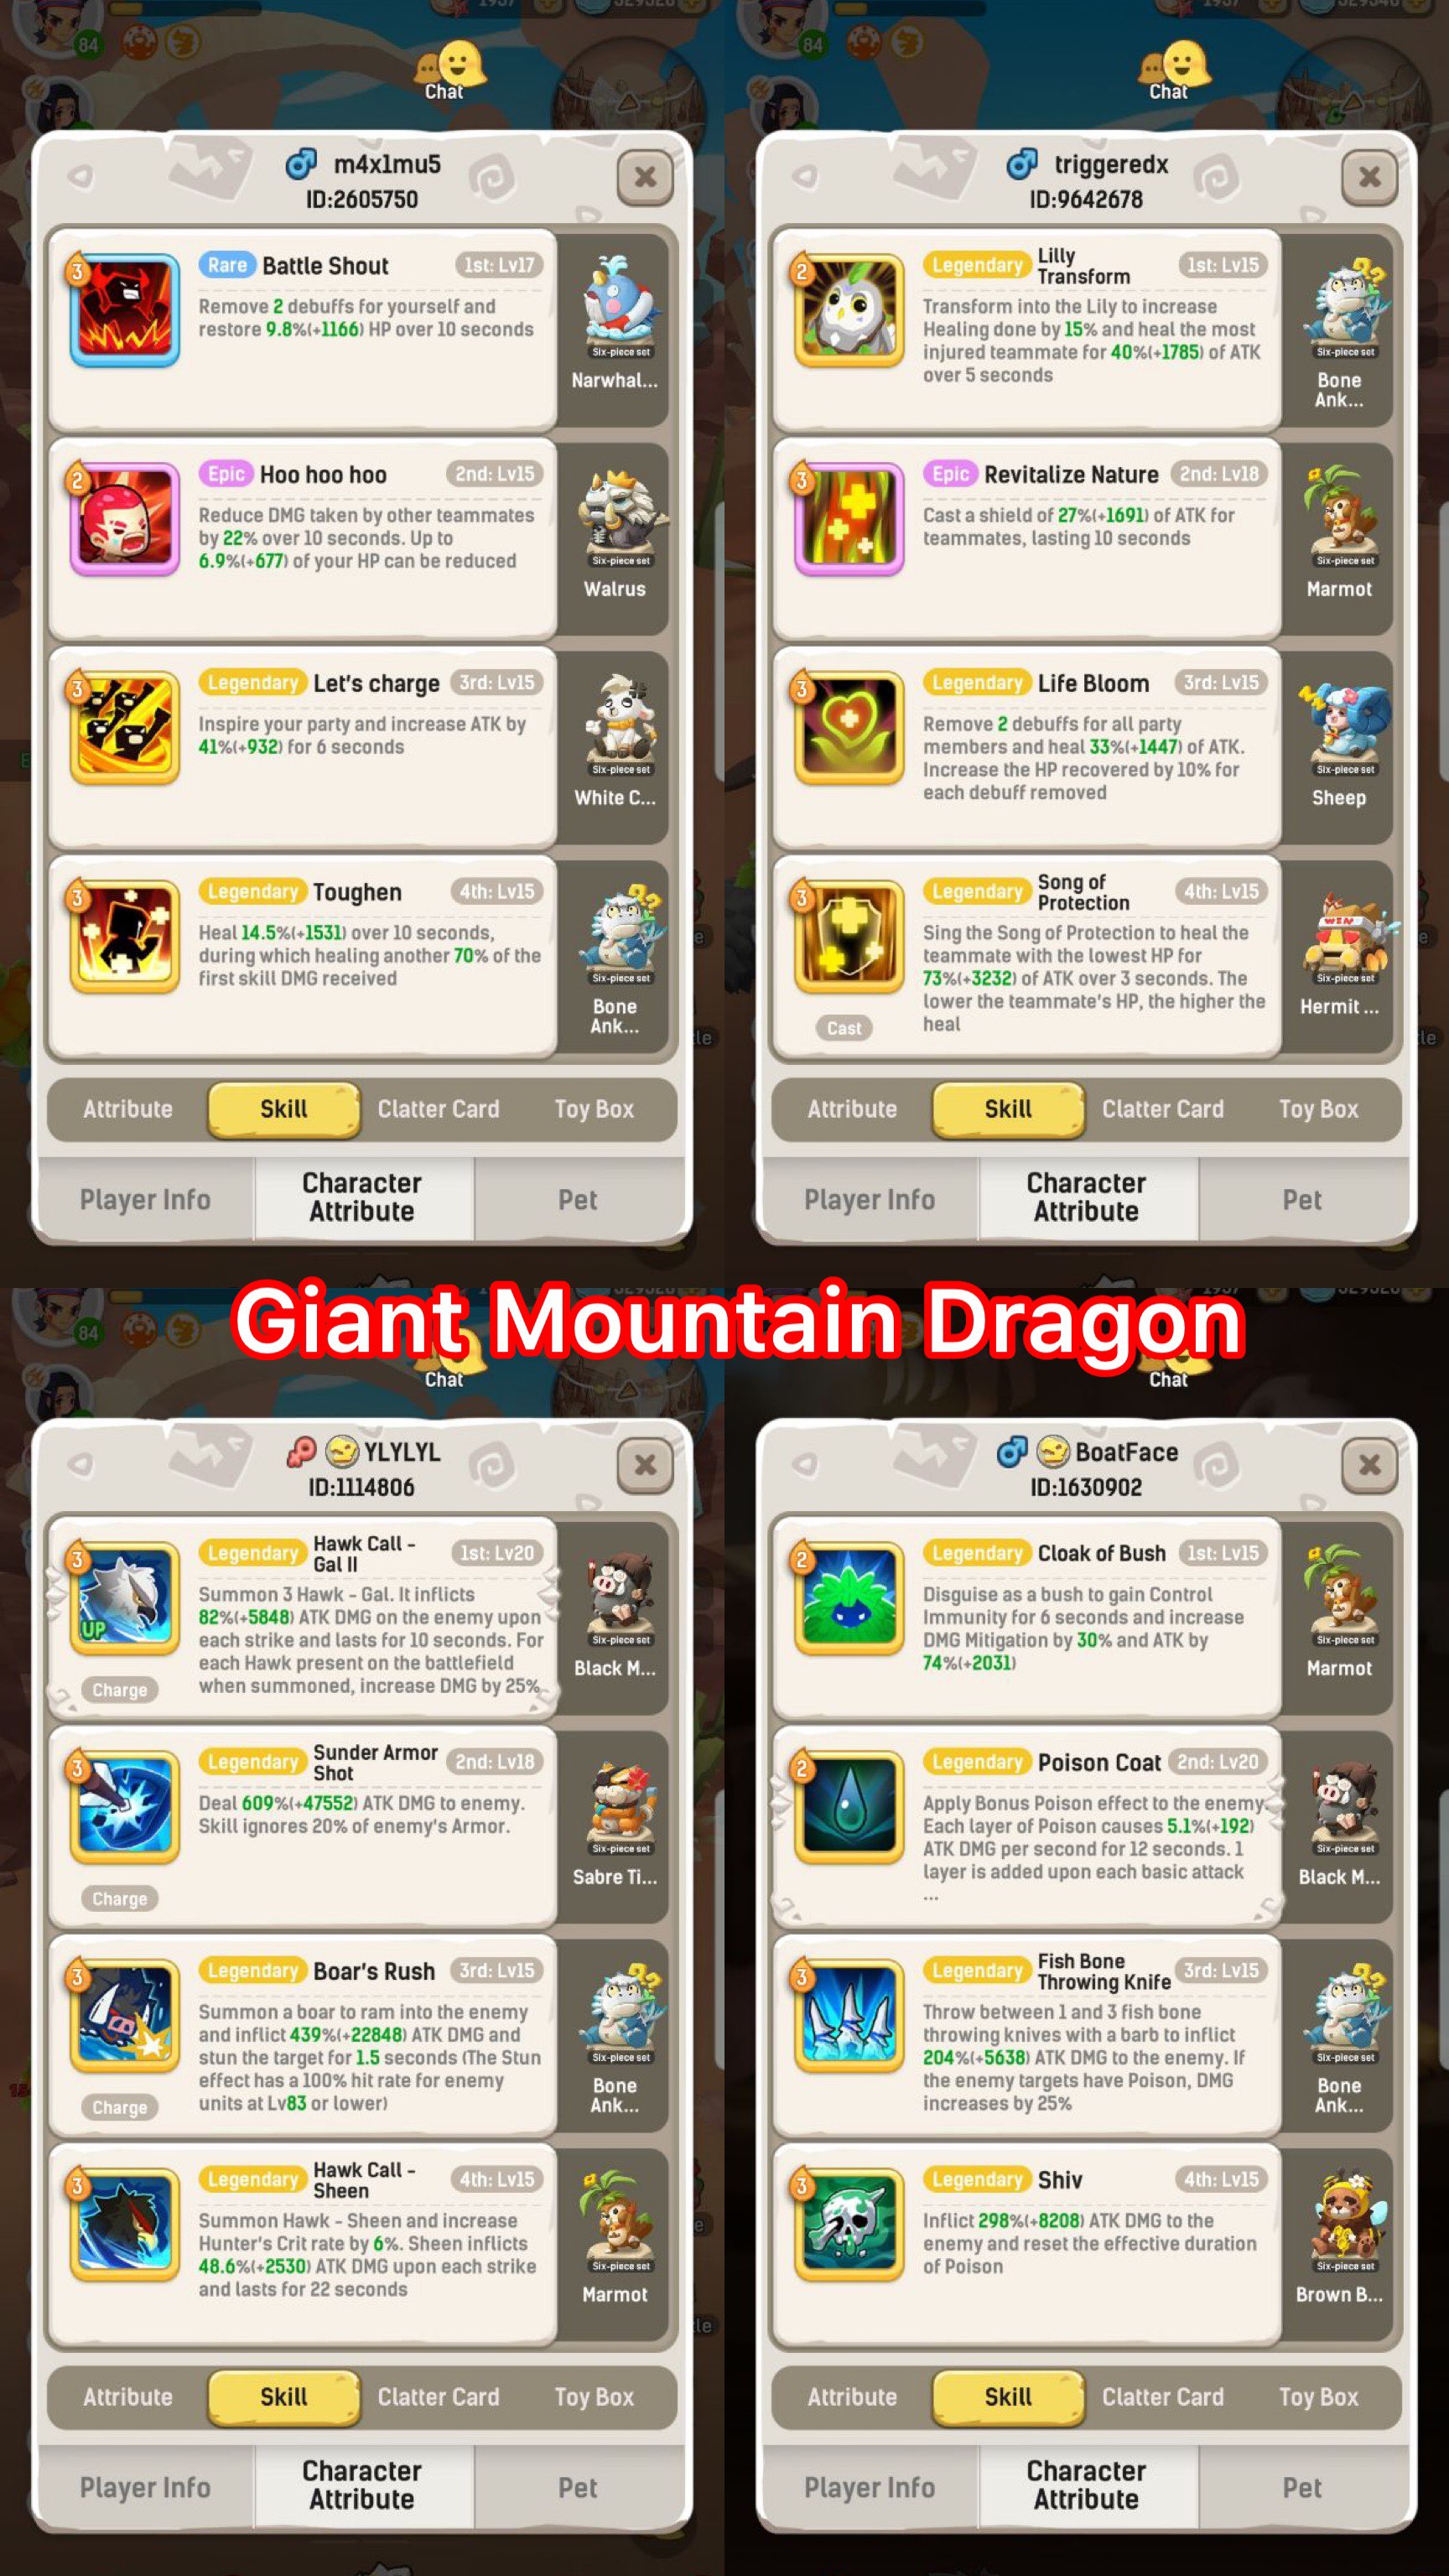 84
Chat
84
Chat
m4x1mu5
ID:2605750
3
Rare Battle Shout 1st: Lv17
Remove 2 debuffs for yourself and
restore 9.8%(+1166) HP over 10 seconds
Six-piece set
Narwhal...
2
Epic Hoo hoo hoo 2nd: Lv15
Reduce DMG taken by other teammates
by 22% over 10 seconds. Up to
6.9%(+677) of your HP can be reduced
Six-piece set
Walrus
3
Legendary Let's charge 3rd: Lv15
Inspire your party and increase ATK by
41%(+932) for 6 seconds
Six-piece set
White C...
3
Legendary Toughen 4th: Lv15
Heal 14.5%(+1531) over 10 seconds,
during which healing another 70% of the
first skill DMG received
Six-piece set
Bone
Ank...
Attribute Skill Clatter Card Toy Box
Player Info Character
Attribute Pet
triggeredx
ID:9642678
2
Legendary Lilly
Transform 1st: Lv15
Transform into the Lily to increase
Healing done by 15% and heal the most
injured teammate for 40%(+1785) of ATK
over 5 seconds
Six-piece set
Bone
Ank...
3
Epic Revitalize Nature 2nd: Lv18
Cast a shield of 27%(+1691) of ATK for
teammates, lasting 10 seconds
Six-piece set
Marmot
3
Legendary Life Bloom 3rd: Lv15
Remove 2 debuffs for all party
members and heal 33%(+1447) of ATK.
Increase the HP recovered by 10% for
each debuff removed
Six-piece set
Sheep
3
Legendary Song of
Protection 4th: Lv15
Sing the Song of Protection to heal the
teammate with the lowest HP for
73%(+3232) of ATK over 3 seconds. The
lower the teammate's HP, the higher the
heal
Cast
WIN
Six-piece set
Hermit ...
Attribute Skill Clatter Card Toy Box
Player Info Character
Attribute Pet
Giant Mountain Dragon
84
Chat
Chat
YLYLYL
ID:1114806
3
UP
Legendary Hawk Call -
Gal II 1st: Lv20
Summon 3 Hawk - Gal. It inflicts
82%(+5848) ATK DMG on the enemy upon
each strike and lasts for 10 seconds. For
each Hawk present on the battlefield
when summoned, increase DMG by 25%
Charge
Six-piece set
Black M...
3
Legendary Sunder Armor
Shot 2nd: Lv18
Deal 609%(+47552) ATK DMG to enemy.
Skill ignores 20% of enemy's Armor.
Charge
Six-piece set
Sabre Ti...
3
Legendary Boar's Rush 3rd: Lv15
Summon a boar to ram into the enemy
and inflict 439%(+22848) ATK DMG and
stun the target for 1.5 seconds (The Stun
effect has a 100% hit rate for enemy
units at Lv83 or lower)
Charge
Six-piece set
Bone
Ank...
3
Legendary Hawk Call -
Sheen 4th: Lv15
Summon Hawk - Sheen and increase
Hunter's Crit rate by 6%. Sheen inflicts
48.6%(+2530) ATK DMG upon each strike
and lasts for 22 seconds
Six-piece set
Marmot
Attribute Skill Clatter Card Toy Box
Player Info Character
Attribute Pet
BoatFace
ID:1630902
2
Legendary Cloak of Bush 1st: Lv15
Disguise as a bush to gain Control
Immunity for 6 seconds and increase
DMG Mitigation by 30% and ATK by
74%(+2031)
Six-piece set
Marmot
2
Legendary Poison Coat 2nd: Lv20
Apply Bonus Poison effect to the enemy.
Each layer of Poison causes 5.1%(+192)
ATK DMG per second for 12 seconds. 1
layer is added upon each basic attack
...
Six-piece set
Black M...
3
Legendary Fish Bone
Throwing Knife 3rd: Lv15
Throw between 1 and 3 fish bone
throwing knives with a barb to inflict
204%(+5638) ATK DMG to the enemy. If
the enemy targets have Poison, DMG
increases by 25%
Six-piece set
Bone
Ank...
3
Legendary Shiv 4th: Lv15
Inflict 298%(+8208) ATK DMG to the
enemy and reset the effective duration
of Poison
Six-piece set
Brown B...
Attribute Skill Clatter Card Toy Box
Player Info Character
Attribute Pet